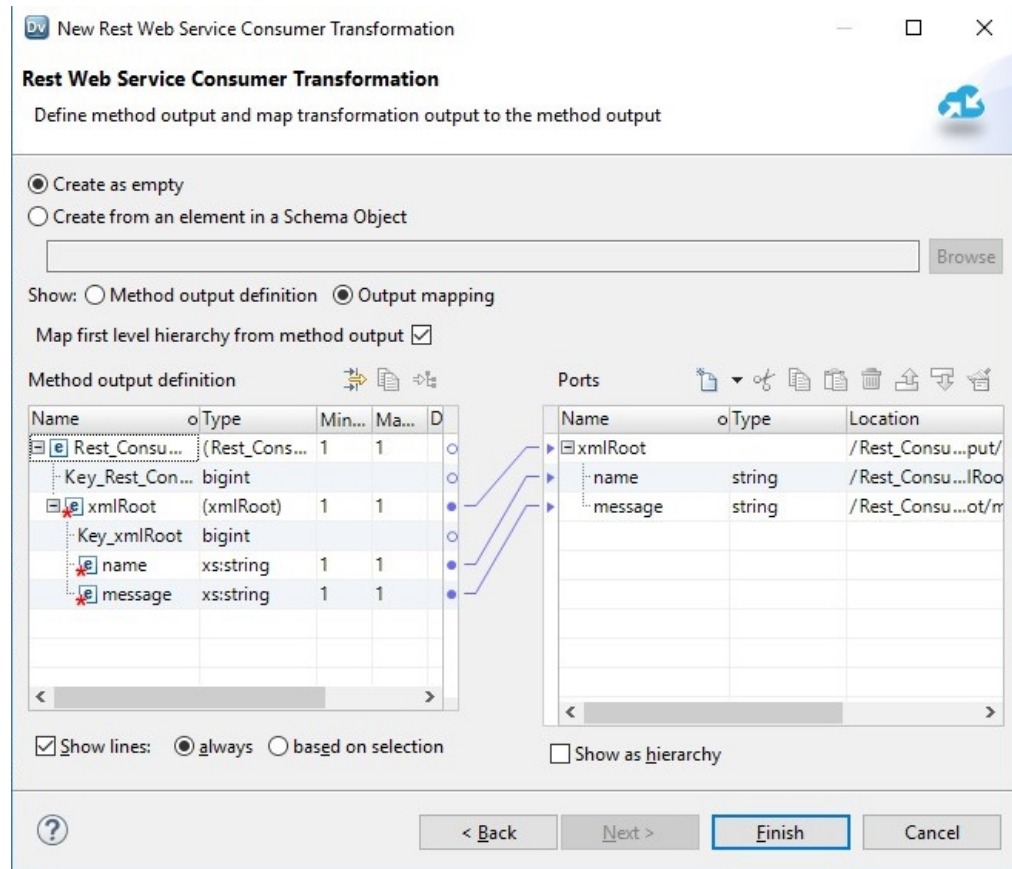 Dv New Rest Web Service Consumer Transformation
Rest Web Service Consumer Transformation
Define method output and map transformation output to the method output
Create as empty
Create from an element in a Schema Object
Browse
Show: Method output definition Output mapping
Map first level hierarchy from method output
Method output definition
Name Type Min... Ma... D
e Rest_Consu... (Rest_Cons... 1 1
Key_Rest_Con... bigint
e xmlRoot (xmlRoot) 1 1
Key_xmlRoot bigint
e name xs:string 1 1
e message xs:string 1 1
Show lines: always based on selection
Ports
Name Type Location
xmlRoot /Rest_Consu...put/
name string /Rest_Consu...lRoo
message string /Rest_Consu...ot/m
Show as hierarchy
? < Back Next > Finish Cancel